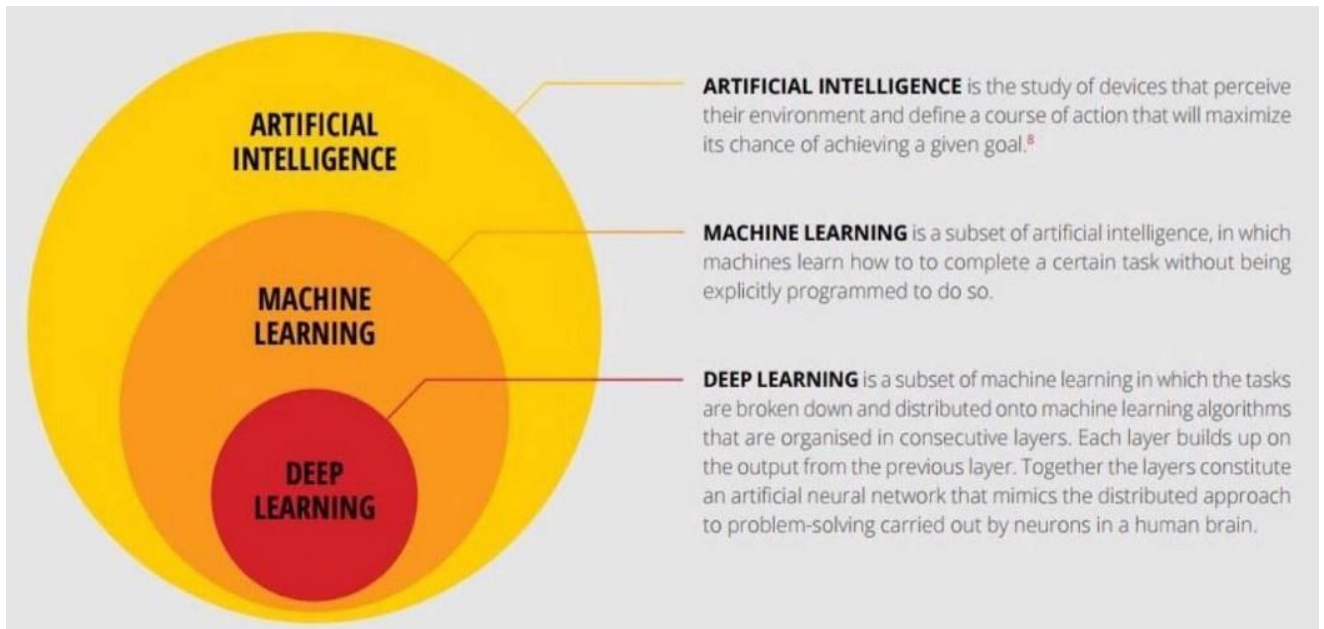 ARTIFICIAL
INTELLIGENCE
MACHINE
LEARNING
DEEP
LEARNING
ARTIFICIAL INTELLIGENCE is the study of devices that perceive
their environment and define a course of action that will maximize
its chance of achieving a given goal.⁸
MACHINE LEARNING is a subset of artificial intelligence, in which
machines learn how to to complete a certain task without being
explicitly programmed to do so.
DEEP LEARNING is a subset of machine learning in which the tasks
are broken down and distributed onto machine learning algorithms
that are organised in consecutive layers. Each layer builds up on
the output from the previous layer. Together the layers constitute
an artificial neural network that mimics the distributed approach
to problem-solving carried out by neurons in a human brain.